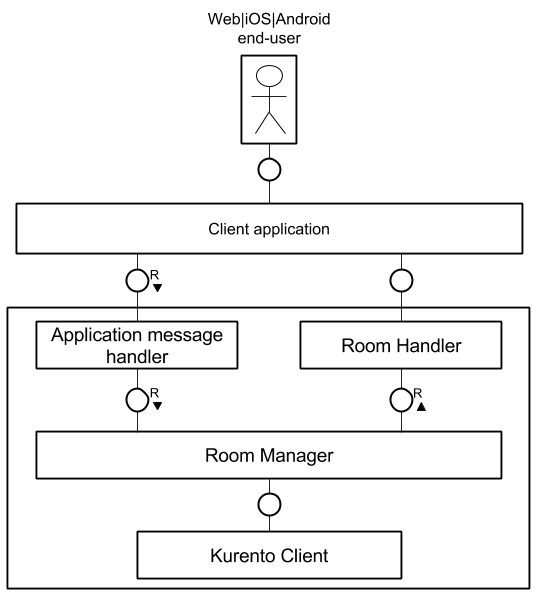 Web|iOS|Android
end-user
Client application
R
Application message
handler
Room Handler
R
R
Room Manager
Kurento Client